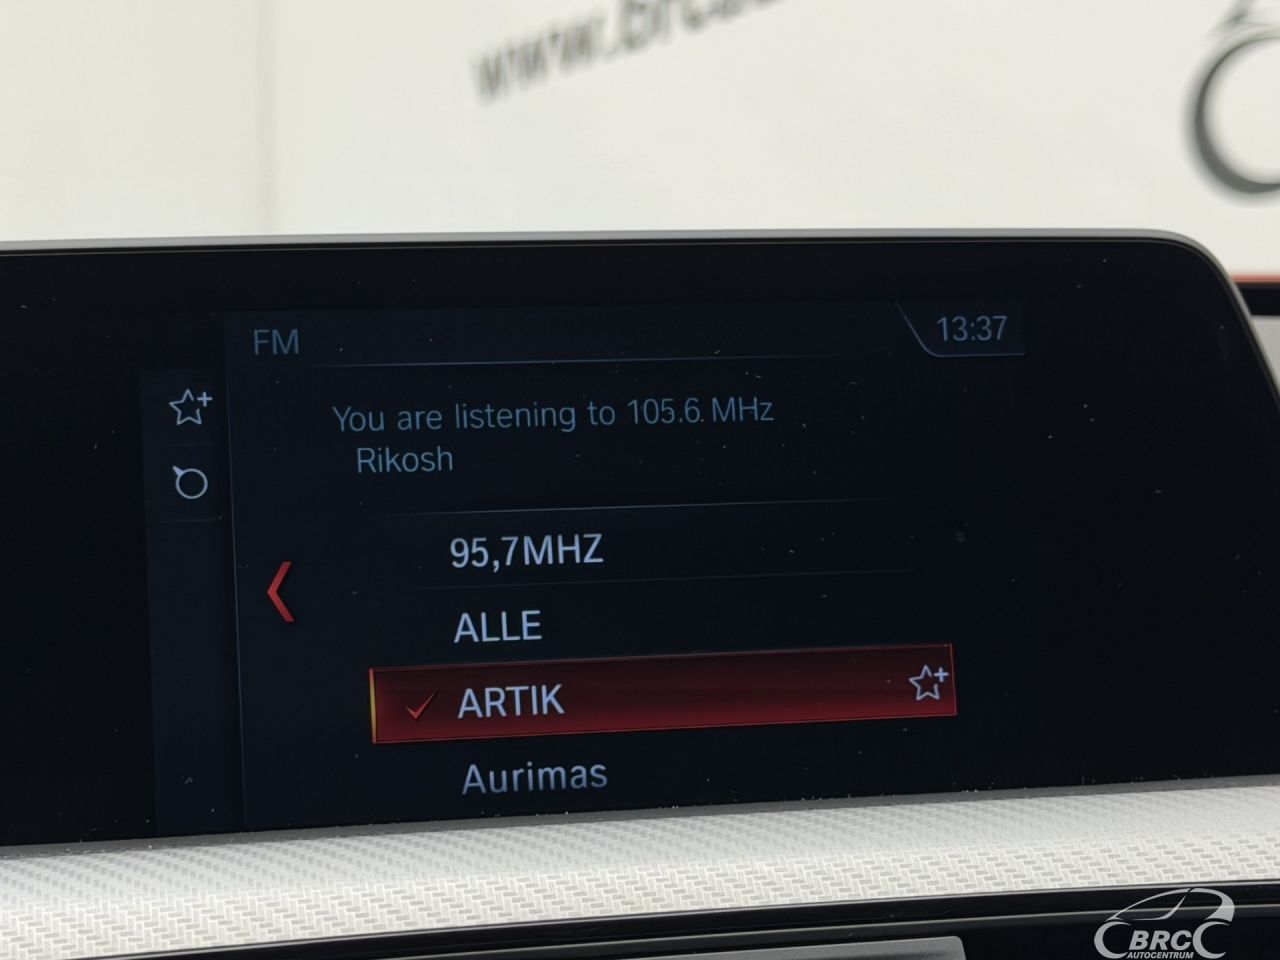 FM
13:37
You are listening to 105.6 MHz
Rikosh
95,7MHZ
ALLE
ARTIK
Aurimas
BRC
AUTOCENTRUM